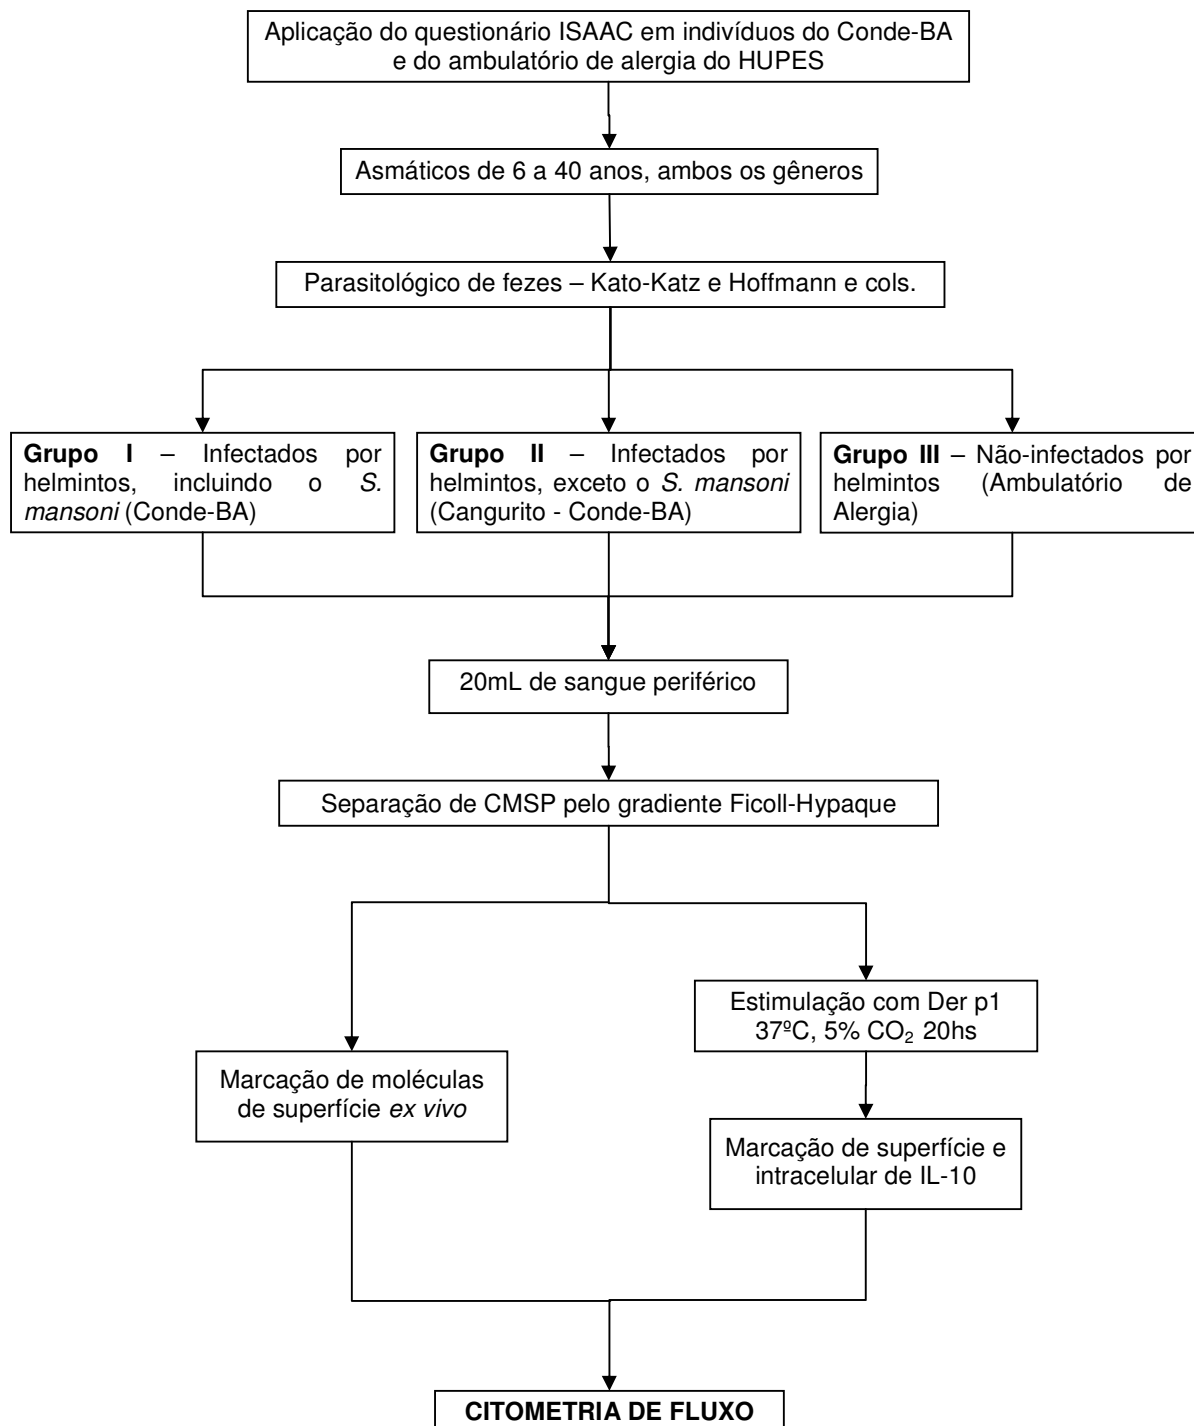 Aplicação do questionário ISAAC em indivíduos do Conde-BA
e do ambulatório de alergia do HUPES
Asmáticos de 6 a 40 anos, ambos os gêneros
Parasitológico de fezes – Kato-Katz e Hoffmann e cols.
Grupo I – Infectados por
helmintos, incluindo o S.
mansoni (Conde-BA)
Grupo II – Infectados por
helmintos, exceto o S. mansoni
(Cangurito - Conde-BA)
Grupo III – Não-infectados por
helmintos (Ambulatório de
Alergia)
20mL de sangue periférico
Separação de CMSP pelo gradiente Ficoll-Hypaque
Estimulação com Der p1
37ºC, 5% CO₂ 20hs
Marcação de moléculas
de superfície ex vivo
Marcação de superfície e
intracelular de IL-10
CITOMETRIA DE FLUXO